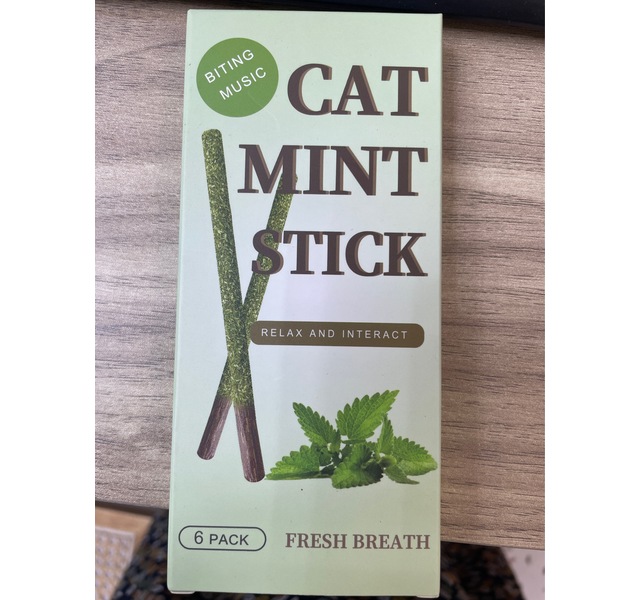 BITING
MUSIC
CAT
MINT
STICK
RELAX AND INTERACT
6 PACK
FRESH BREATH